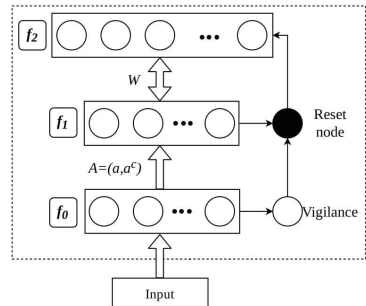 f2
W
f1
Reset
node
A=(a,a^c)
f0
Vigilance
Input